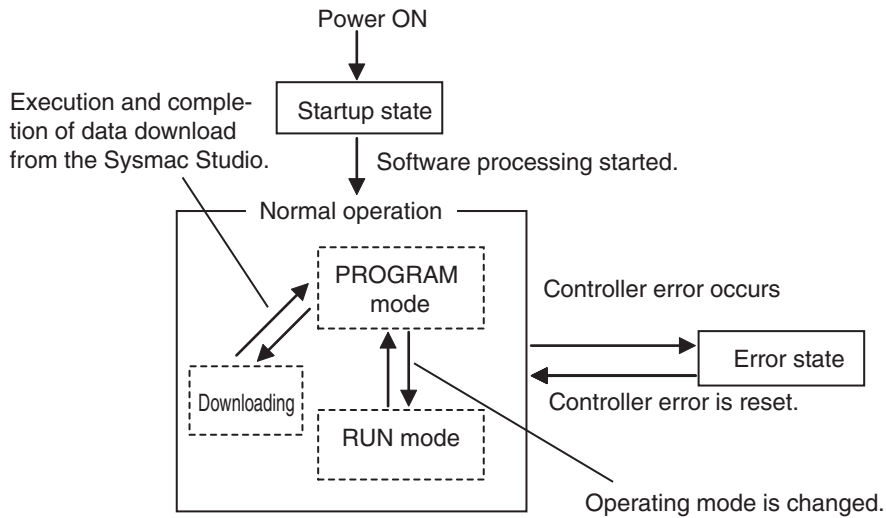 Power ON
Startup state
Execution and comple-
tion of data download
from the Sysmac Studio.
Software processing started.
Normal operation
PROGRAM
mode
Controller error occurs
Error state
Downloading
Controller error is reset.
RUN mode
Operating mode is changed.